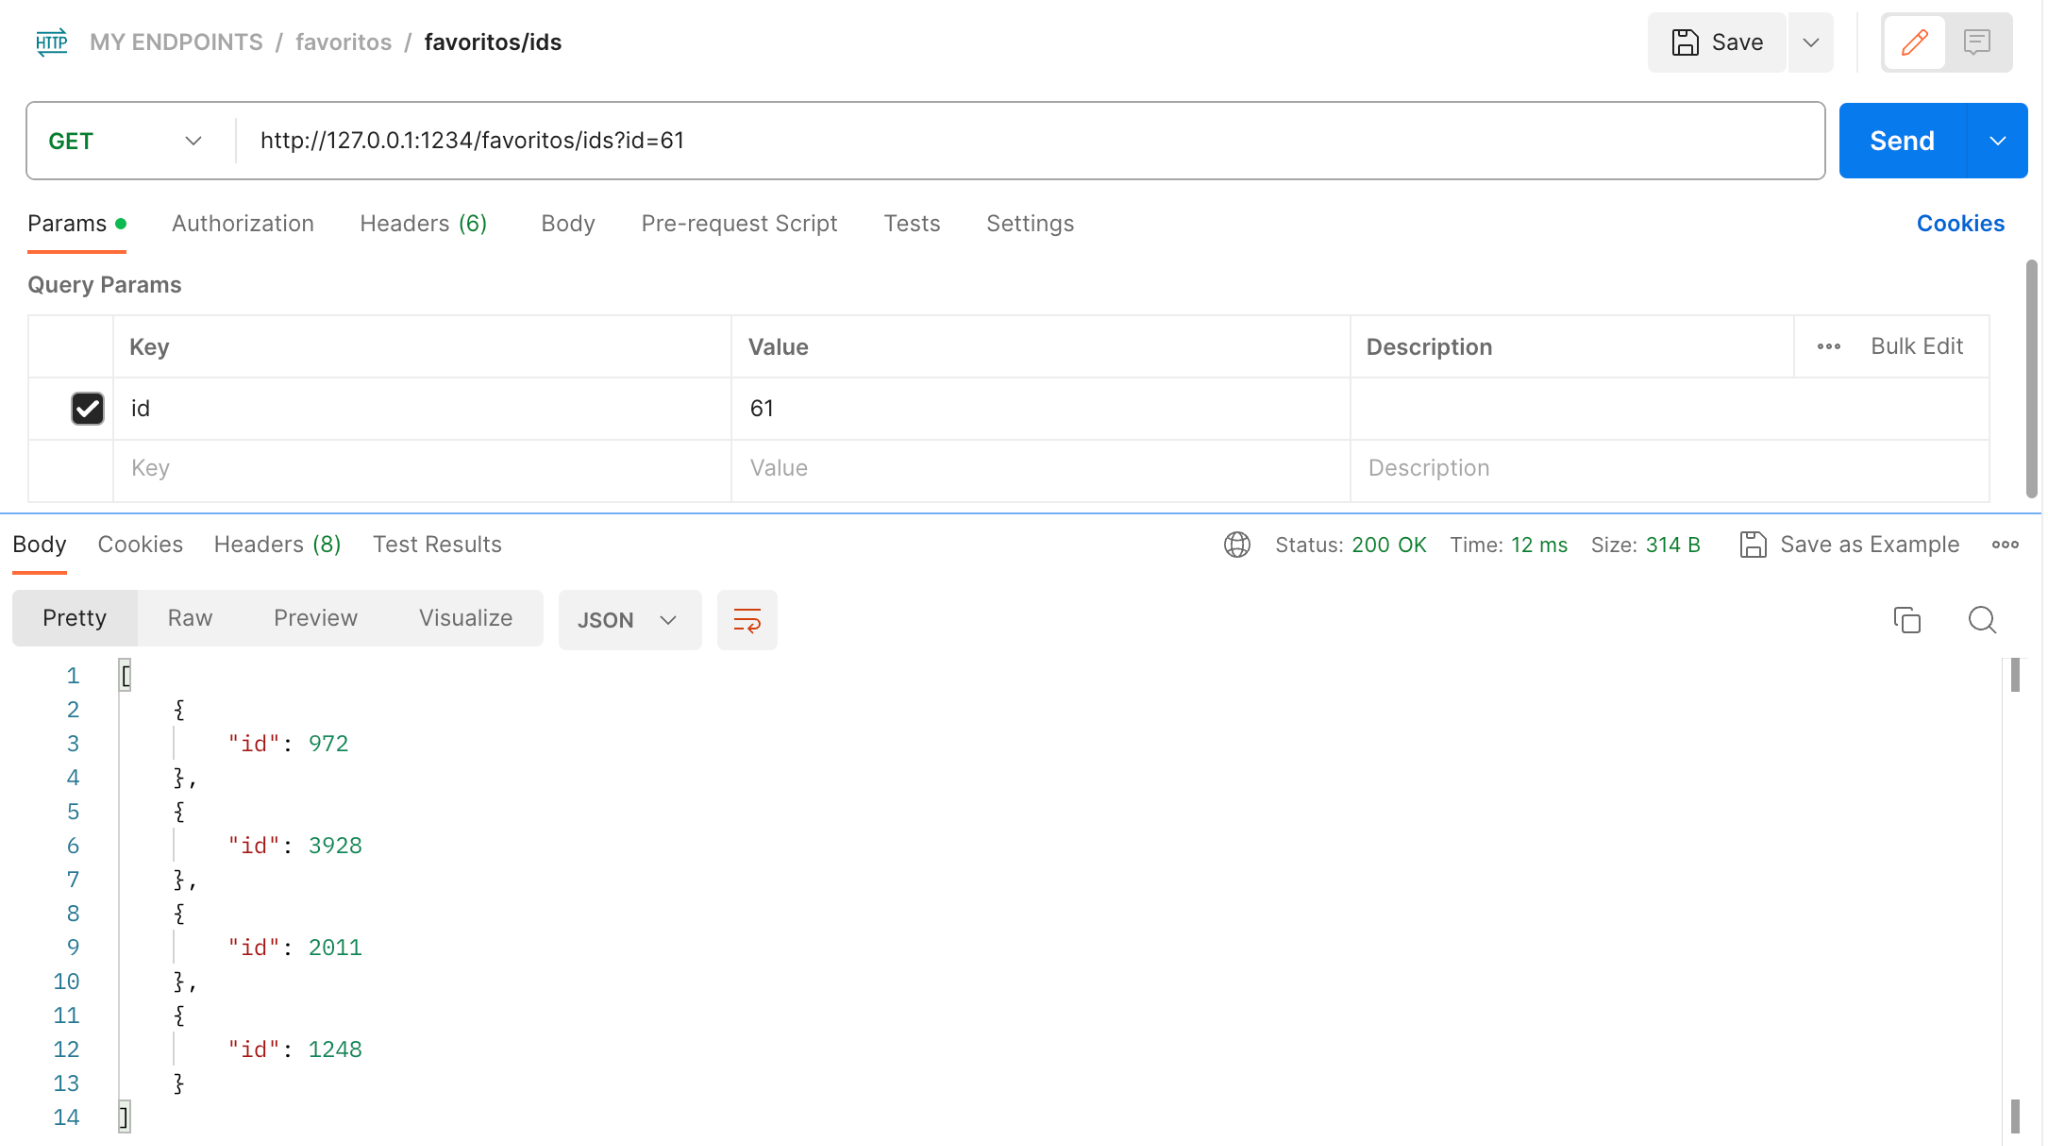 HTTP MY ENDPOINTS / favoritos / favoritos/ids Save
GET http://127.0.0.1:1234/favoritos/ids?id=61 Send
Params Authorization Headers (6) Body Pre-request Script Tests Settings Cookies
Query Params
Key Value Description ••• Bulk Edit
id 61
Key Value Description
Body Cookies Headers (8) Test Results Status: 200 OK Time: 12 ms Size: 314 B Save as Example
Pretty Raw Preview Visualize JSON
1 [
2 {
3 "id": 972
4 },
5 {
6 "id": 3928
7 },
8 {
9 "id": 2011
10 },
11 {
12 "id": 1248
13 }
14 ]